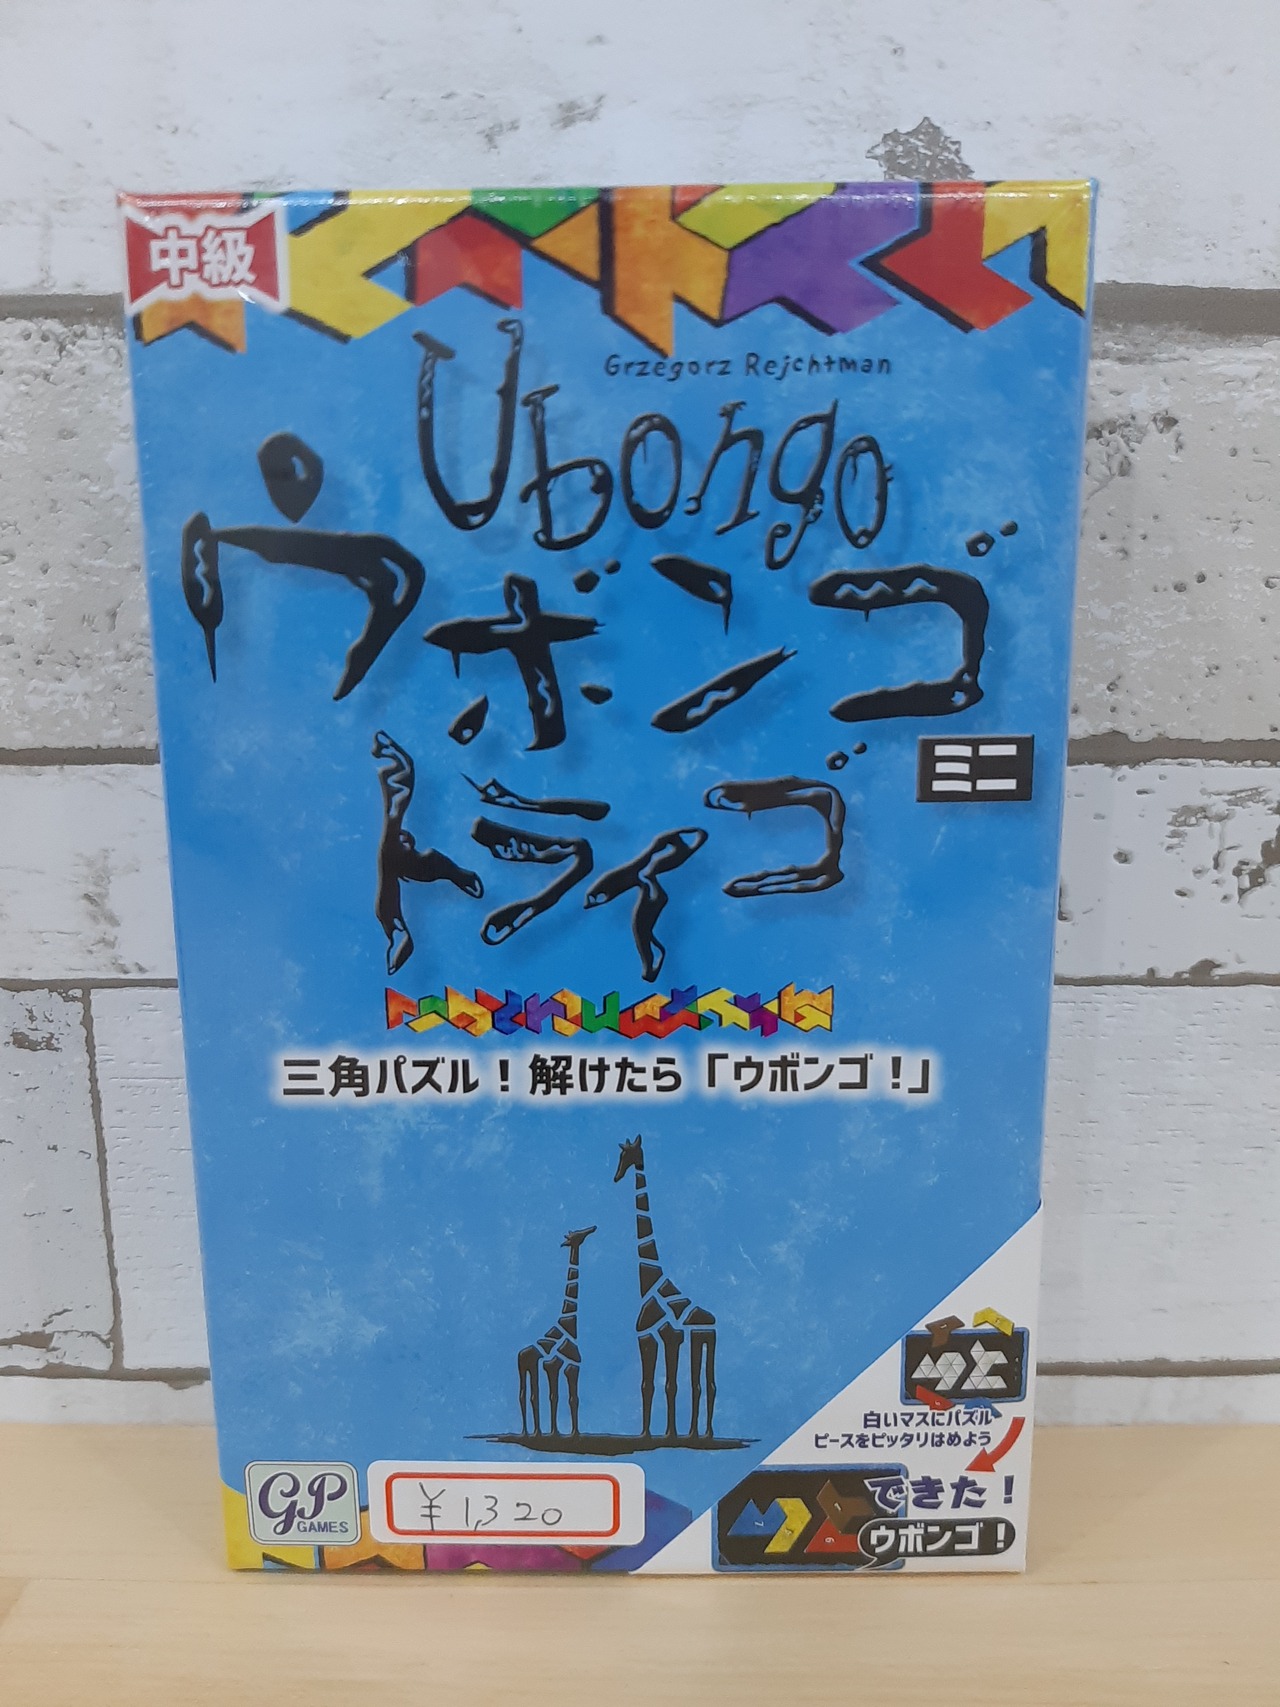 中級
Grzegorz Rejchtman
Ubongo
ウボンゴ
ミニ
トライゴ
三角パズル！解けたら「ウボンゴ！」
白いマスにパズル
ピースをピッタリはめよう
できた！
ウボンゴ！
GP
GAMES
¥1,320